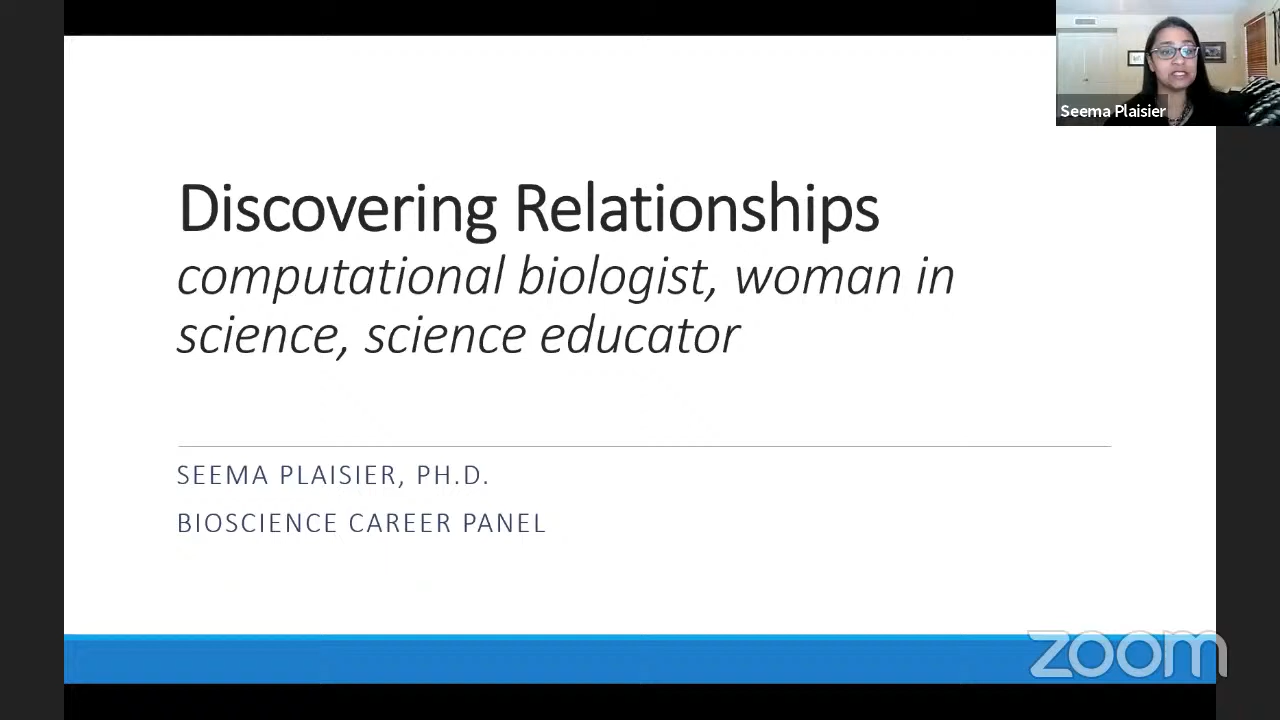 Seema Plaisier
Discovering Relationships
computational biologist, woman in
science, science educator
SEEMA PLAISIER, PH.D.
BIOSCIENCE CAREER PANEL
zoom